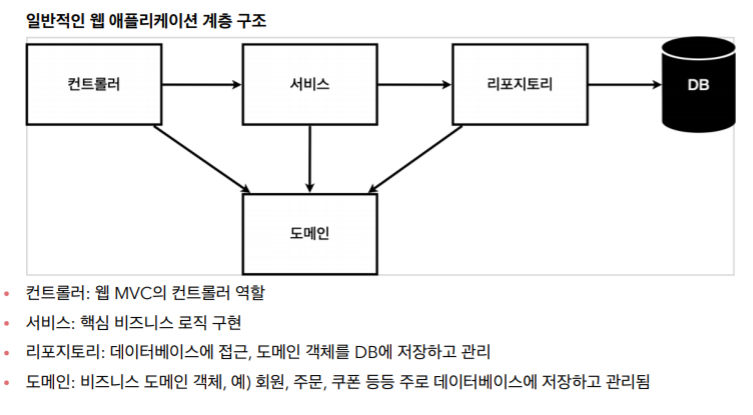 일반적인 웹 애플리케이션 계층 구조
컨트롤러
서비스
리포지토리
DB
도메인
• 컨트롤러: 웹 MVC의 컨트롤러 역할
• 서비스: 핵심 비즈니스 로직 구현
• 리포지토리: 데이터베이스에 접근, 도메인 객체를 DB에 저장하고 관리
• 도메인: 비즈니스 도메인 객체, 예) 회원, 주문, 쿠폰 등등 주로 데이터베이스에 저장하고 관리됨